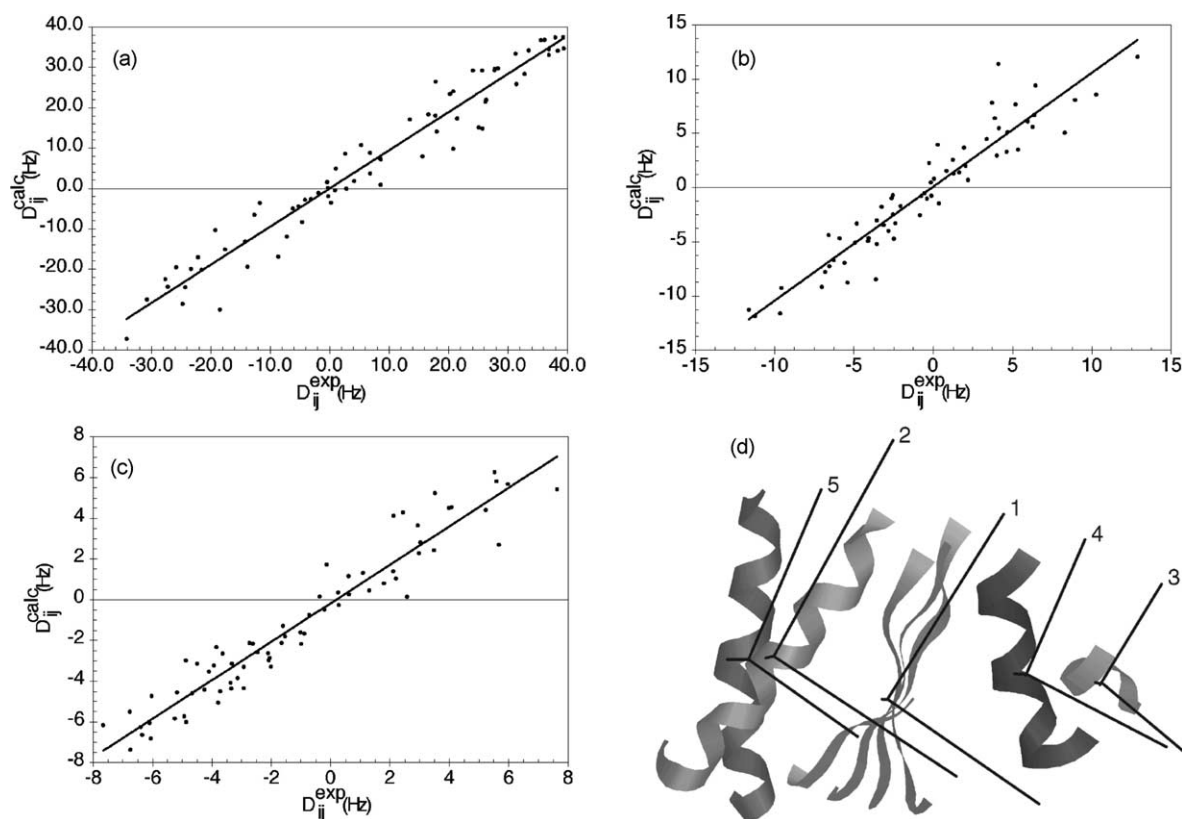 (a)
40.0
30.0
20.0
10.0
0.0
-10.0
-20.0
-30.0
-40.0
D_ij^calc(Hz)
-40.0 -30.0 -20.0 -10.0 0.0 10.0 20.0 30.0 40.0
D_ij^exp(Hz)
(b)
15
10
5
0
-5
-10
-15
D_ij^calc(Hz)
-15 -10 -5 0 5 10 15
D_ij^exp(Hz)
(c)
8
6
4
2
0
-2
-4
-6
-8
D_ij^calc(Hz)
-8 -6 -4 -2 0 2 4 6 8
D_ij^exp(Hz)
(d)
2
5
1
4
3